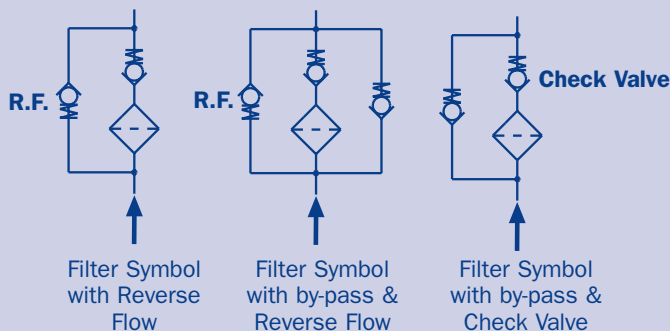 R.F.
R.F.
Check Valve
Filter Symbol
with Reverse
Flow
Filter Symbol
with by-pass &
Reverse Flow
Filter Symbol
with by-pass &
Check Valve